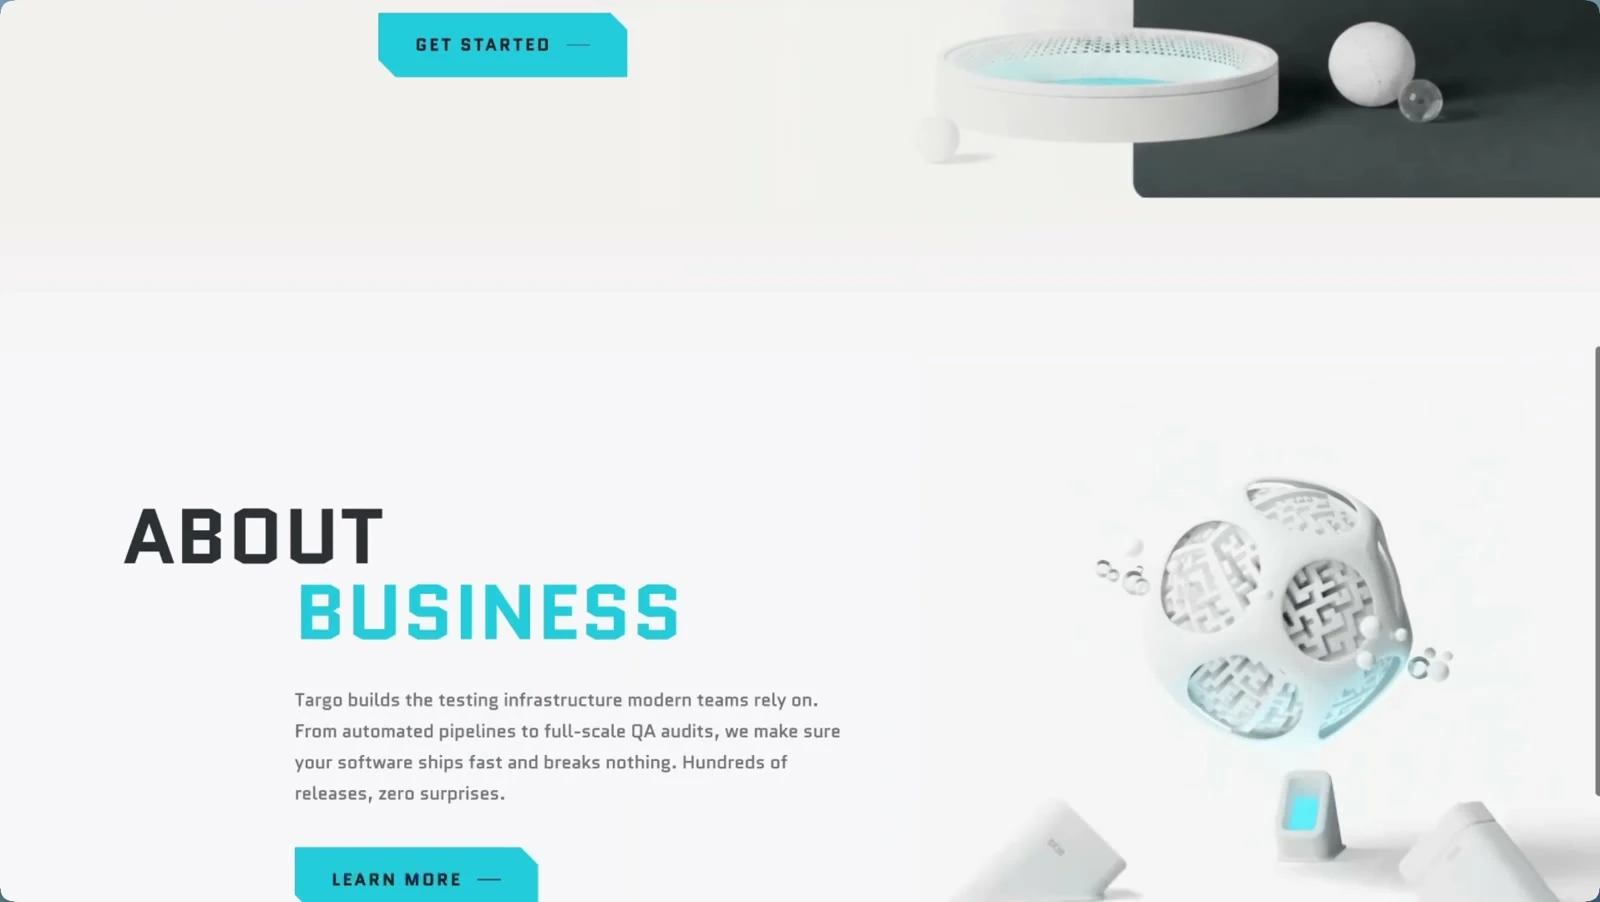 GET STARTED
ABOUT
BUSINESS
Targo builds the testing infrastructure modern teams rely on.
From automated pipelines to full-scale QA audits, we make sure
your software ships fast and breaks nothing. Hundreds of
releases, zero surprises.
LEARN MORE